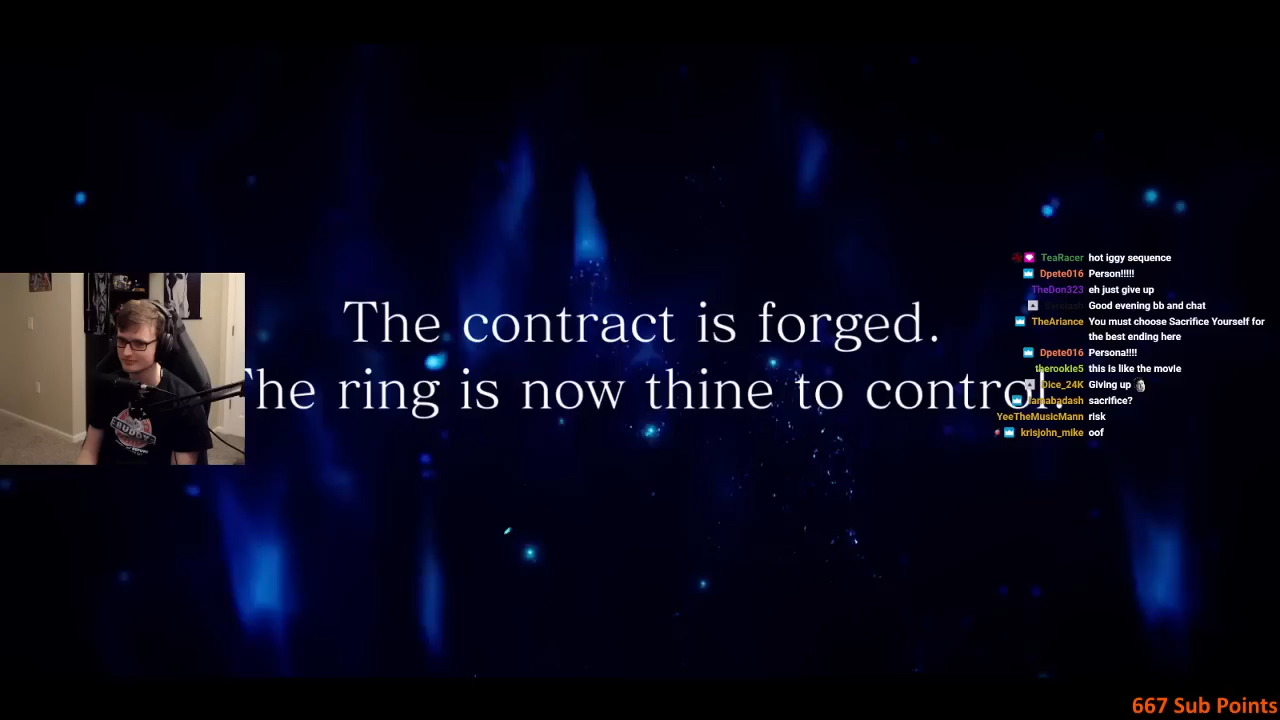 The contract is forged.
The ring is now thine to control.
TeaRacer hot iggy sequence
Dpete016 Person!!!!!
TheDon323 eh just give up
Good evening bb and chat
TheAriance You must choose Sacrifice Yourself for
the best ending here
Dpete016 Persona!!!!
therookie5 this is like the movie
Dice_24K Giving up
sacrifice?
YeeTheMusicMann risk
krisjohn_mike oof
667 Sub Points